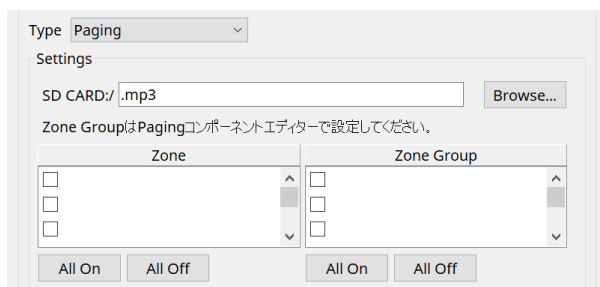 Type Paging
Settings
SD CARD:/ .mp3 Browse...
Zone GroupはPagingコンポーネントエディターで設定してください。
Zone Zone Group
All On All Off All On All Off